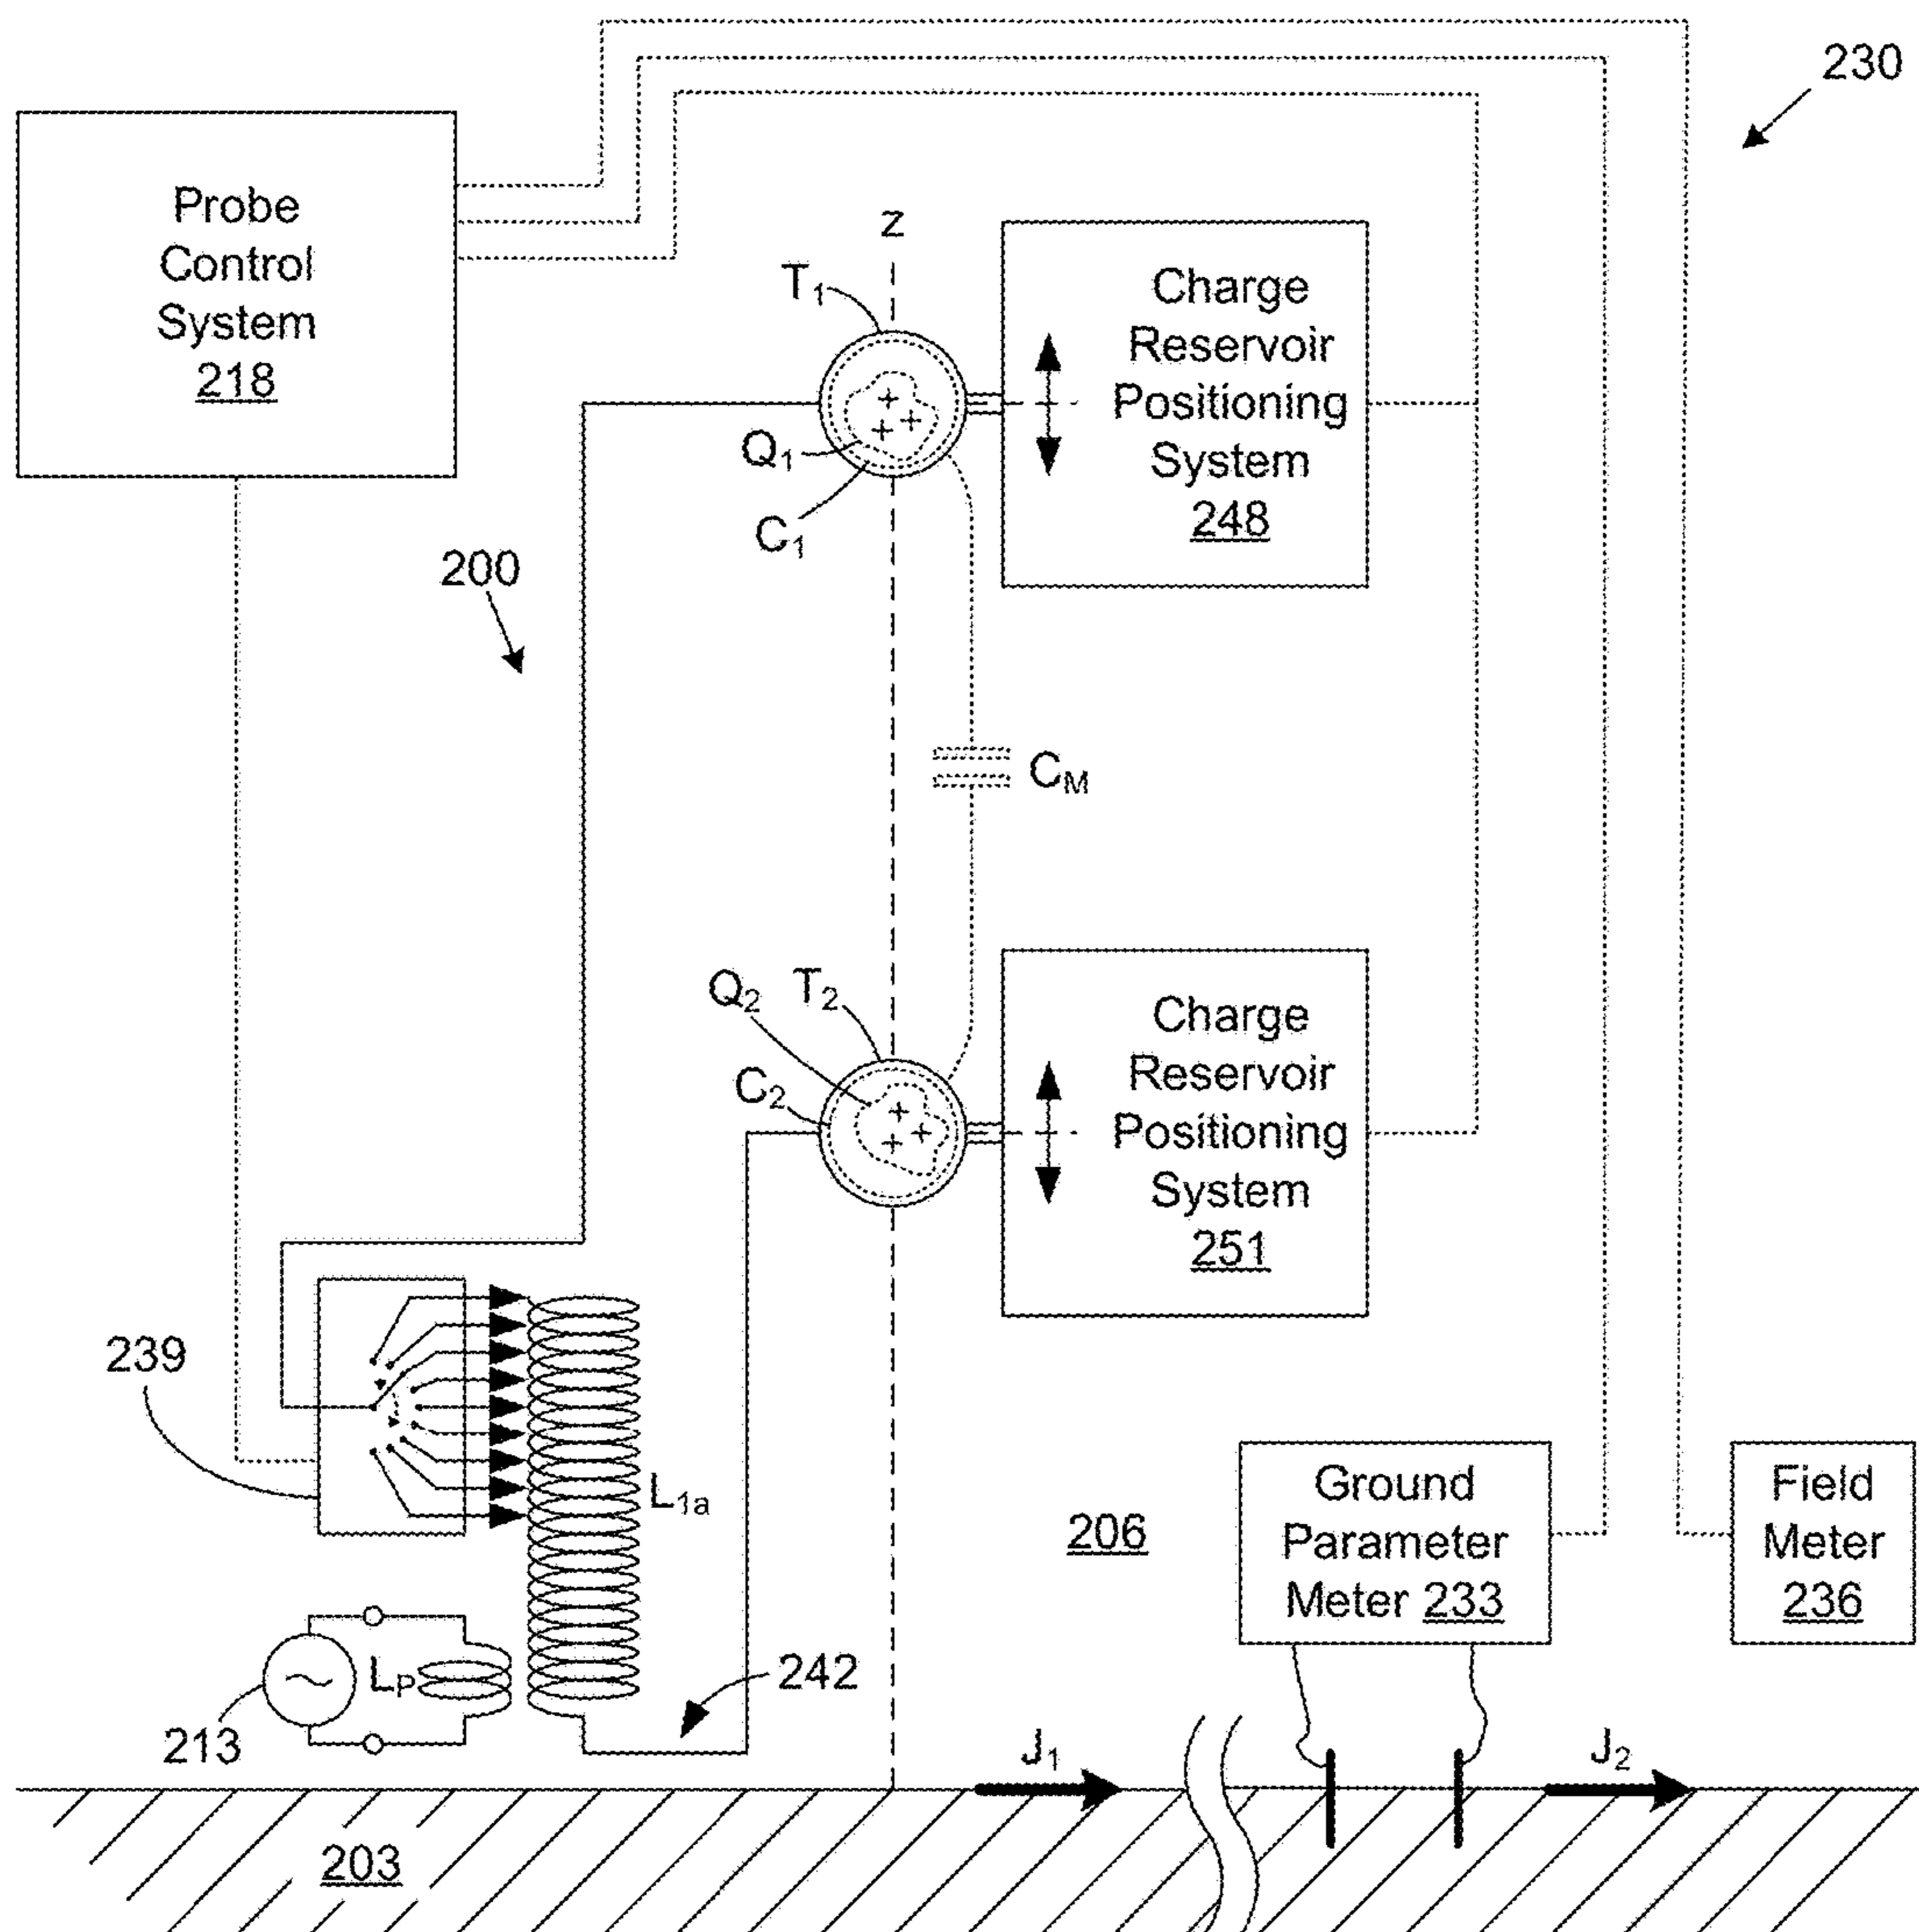 230
Probe
Control
System
218
z
T1
Charge
Reservoir
Positioning
System
248
Q1
C1
200
CM
Q2
T2
C2
Charge
Reservoir
Positioning
System
251
239
L1a
206
Ground
Parameter
Meter 233
Field
Meter
236
LP
242
213
J1
J2
203